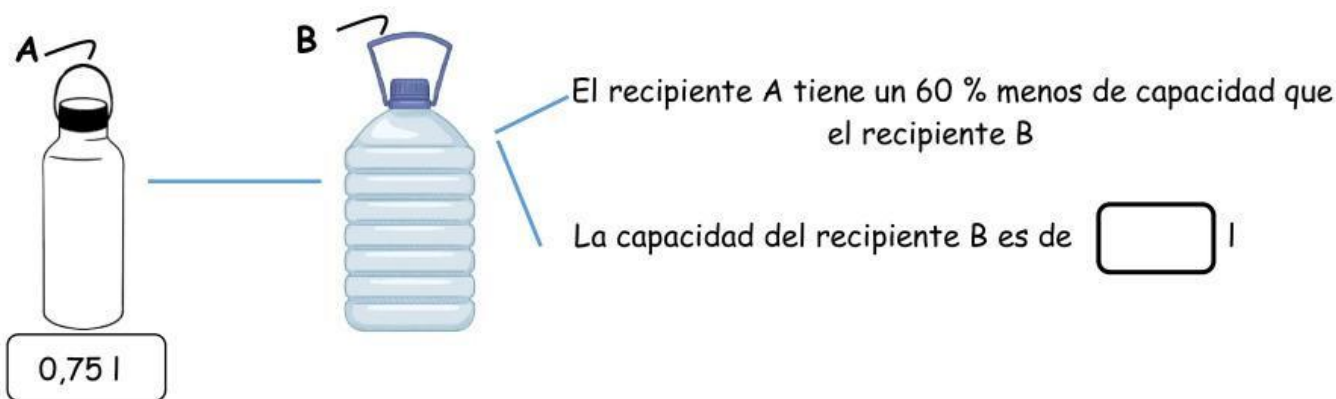 A
B
El recipiente A tiene un 60 % menos de capacidad que
el recipiente B
La capacidad del recipiente B es de l
0,75 l